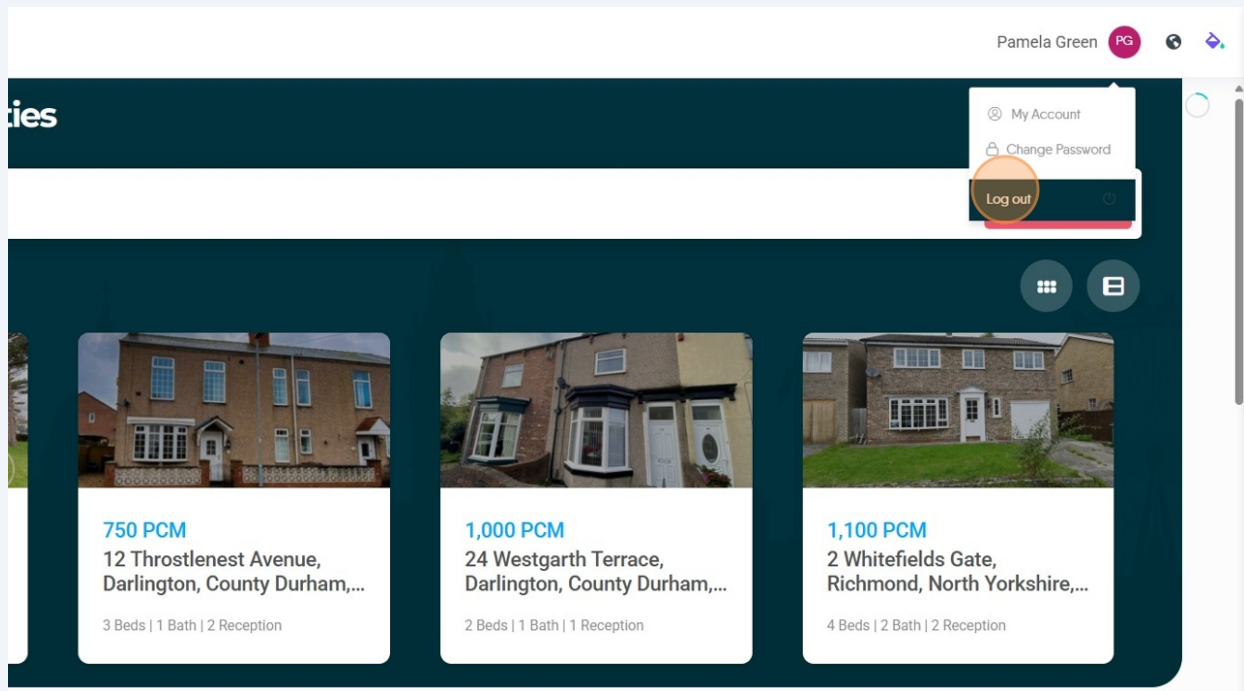 Pamela Green PG
ties
My Account
Change Password
Log out
750 PCM
12 Throstlenest Avenue,
Darlington, County Durham,...
3 Beds | 1 Bath | 2 Reception
1,000 PCM
24 Westgarth Terrace,
Darlington, County Durham,...
2 Beds | 1 Bath | 1 Reception
1,100 PCM
2 Whitefields Gate,
Richmond, North Yorkshire,...
4 Beds | 2 Bath | 2 Reception